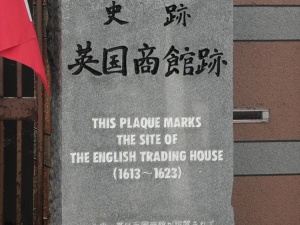 史跡
英国商館跡
THIS PLAQUE MARKS
THE SITE OF
THE ENGLISH TRADING HOUSE
(1613～1623)